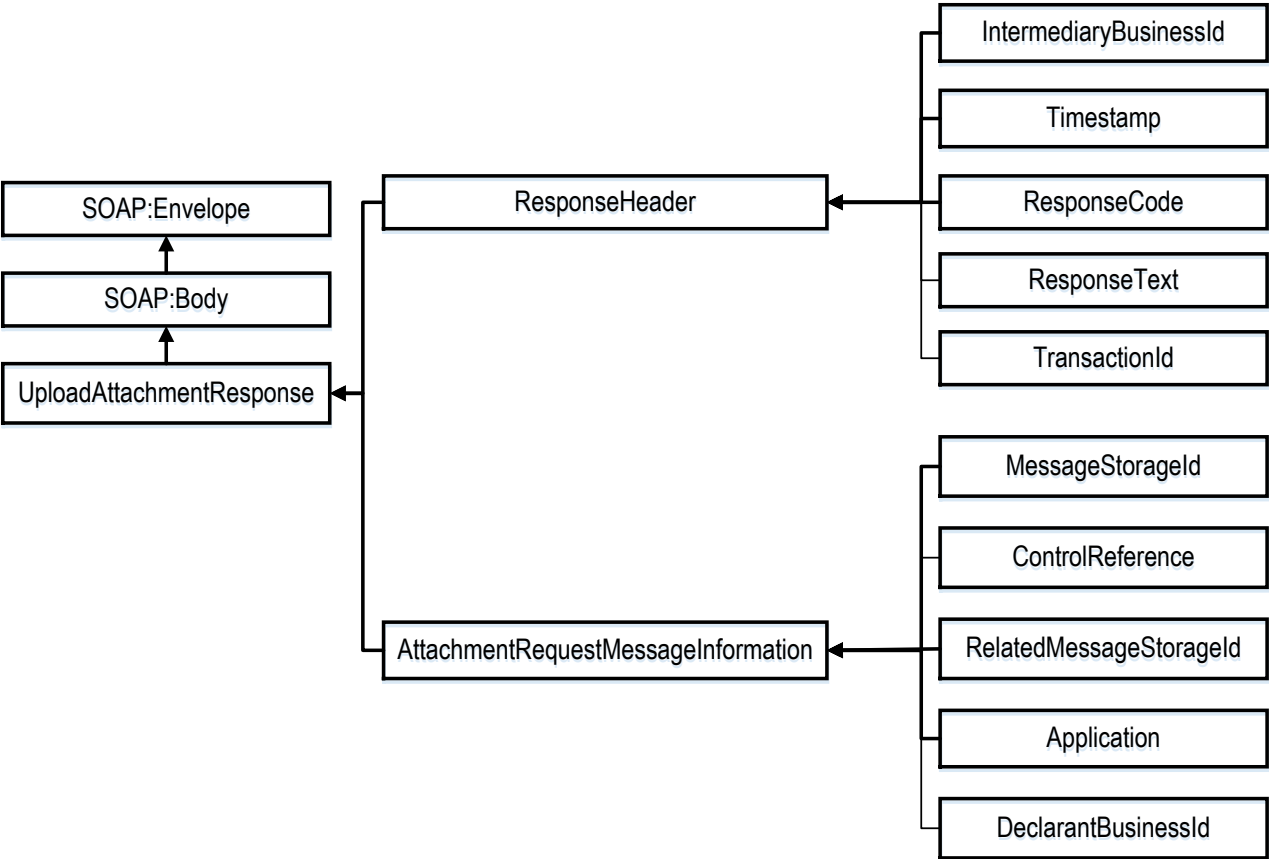 SOAP:Envelope
SOAP:Body
UploadAttachmentResponse
ResponseHeader
IntermediaryBusinessId
Timestamp
ResponseCode
ResponseText
TransactionId
AttachmentRequestMessageInformation
MessageStorageId
ControlReference
RelatedMessageStorageId
Application
DeclarantBusinessId